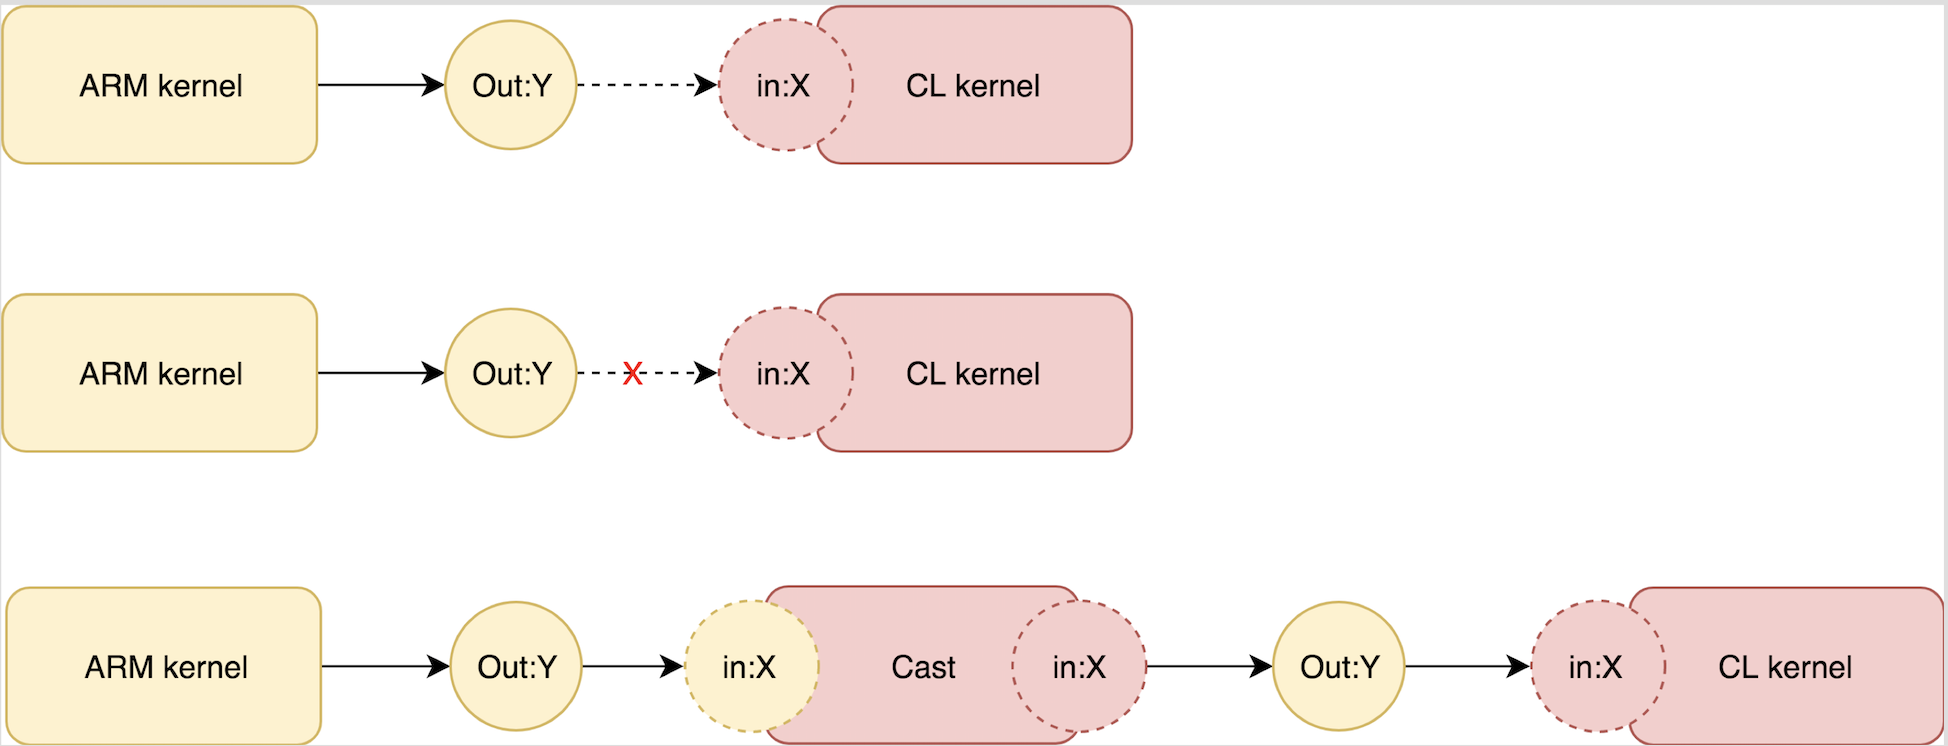 ARM kernel Out:Y in:X CL kernel
ARM kernel Out:Y X in:X CL kernel
ARM kernel Out:Y in:X Cast in:X Out:Y in:X CL kernel